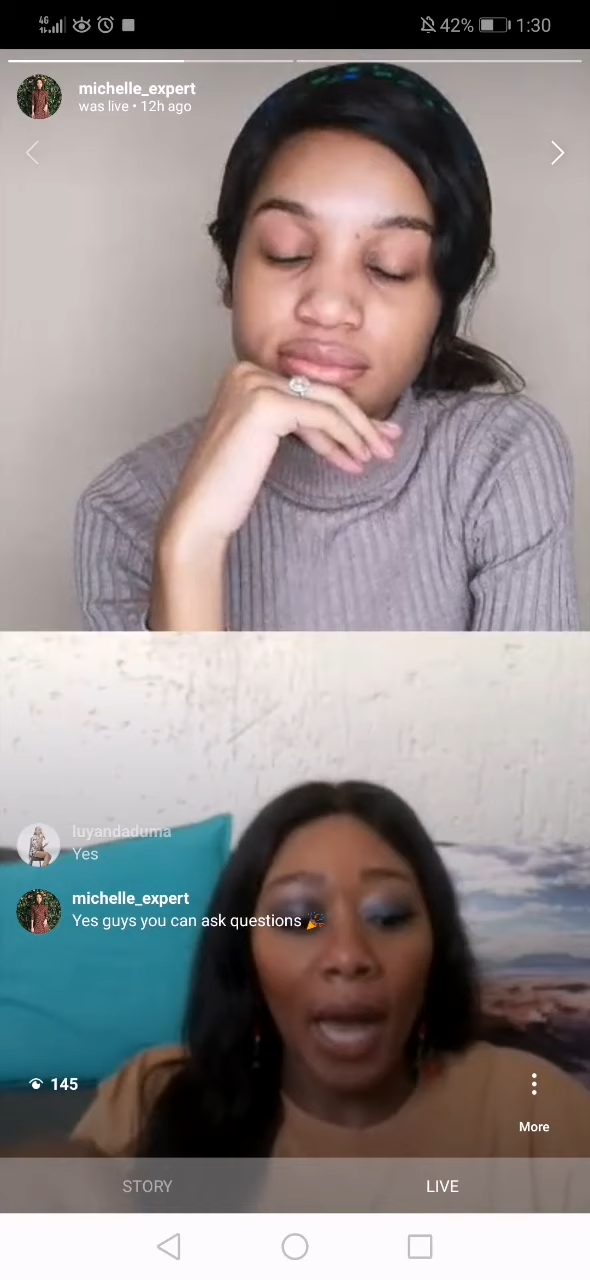 4G 42% 1:30
michelle_expert
was live • 12h ago
luyandaduma
Yes
michelle_expert
Yes guys you can ask questions 🎉
145
More
STORY LIVE